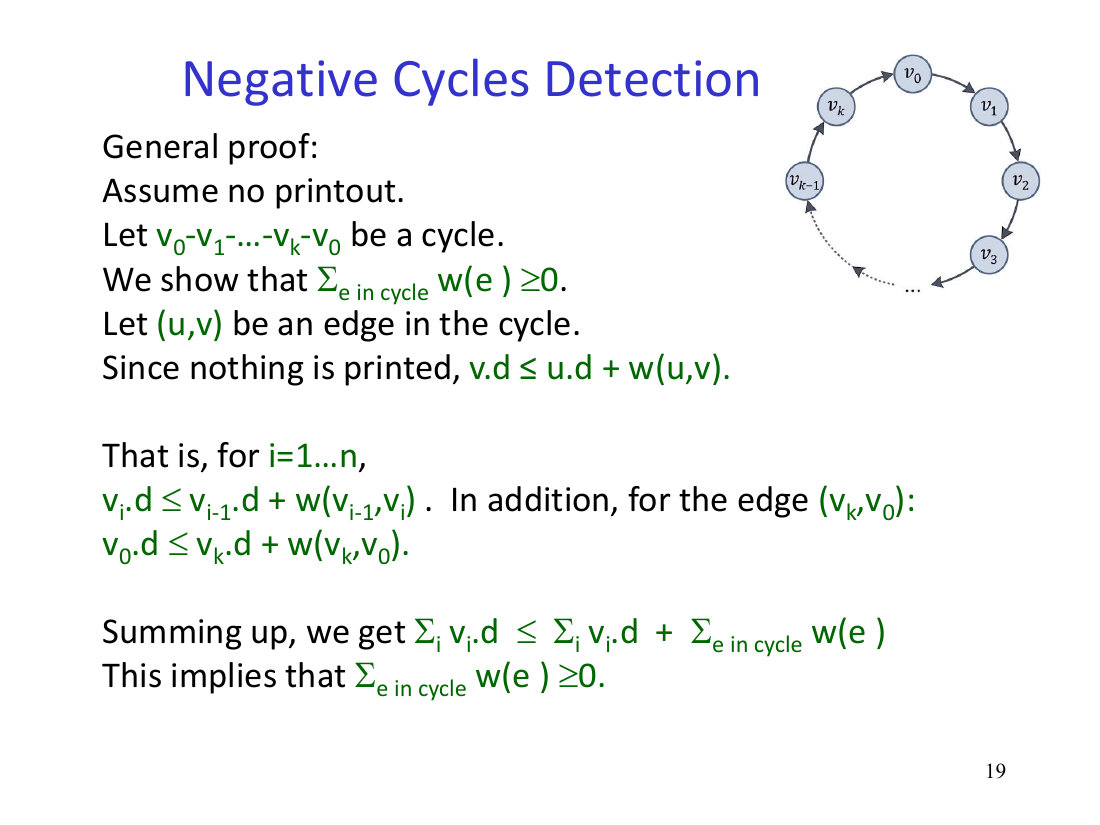 Negative Cycles Detection
General proof:
Assume no printout.
Let v₀-v₁-…-vₖ-v₀ be a cycle.
We show that Σₑ ᵢₙ cycle w(e ) ≥0.
Let (u,v) be an edge in the cycle.
Since nothing is printed, v.d ≤ u.d + w(u,v).
That is, for i=1…n,
vᵢ.d ≤ vᵢ₋₁.d + w(vᵢ₋₁,vᵢ) . In addition, for the edge (vₖ,v₀):
v₀.d ≤ vₖ.d + w(vₖ,v₀).
Summing up, we get Σᵢ vᵢ.d ≤ Σᵢ vᵢ.d + Σₑ ᵢₙ cycle w(e )
This implies that Σₑ ᵢₙ cycle w(e ) ≥0.
v₀
v₁
v₂
v₃
...
vₖ₋₁
vₖ
19